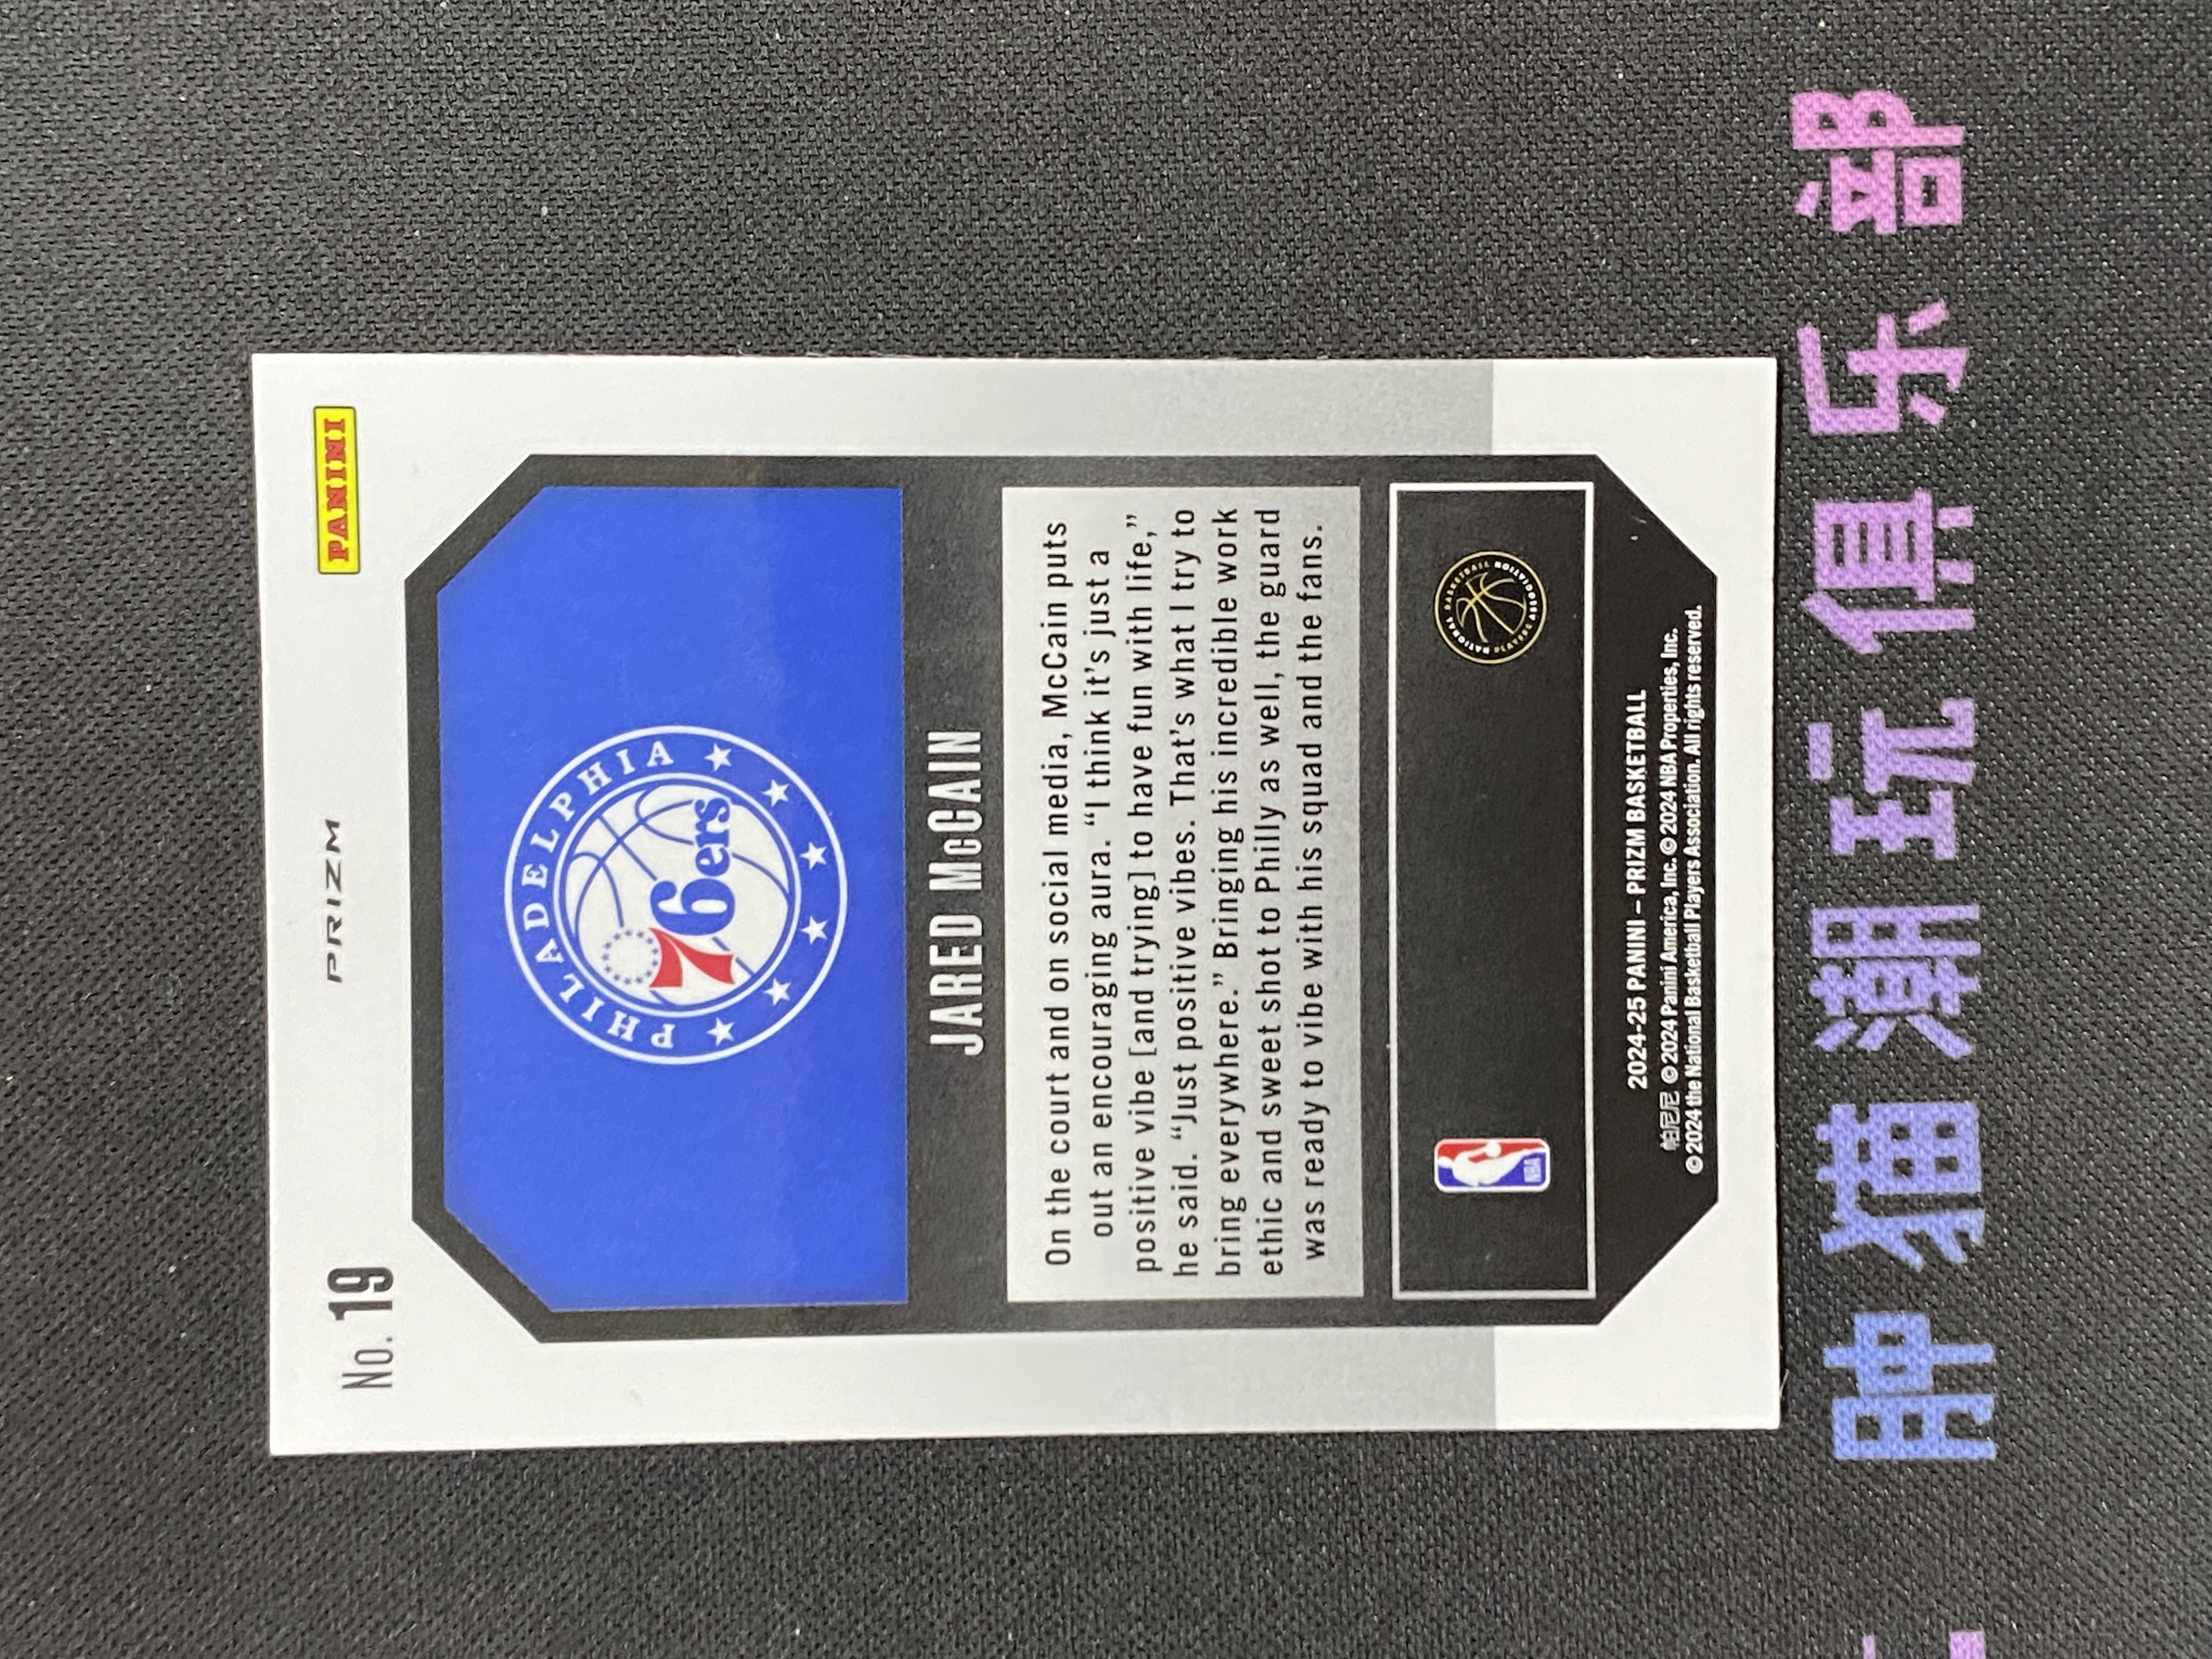 No. 19
PRIZM
PANINI
PHILADELPHIA
76ers
JARED McCAIN
On the court and on social media, McCain puts
out an encouraging aura. “I think it’s just a
positive vibe [and trying] to have fun with life,”
he said. “Just positive vibes. That’s what I try to
bring everywhere.” Bringing his incredible work
ethic and sweet shot to Philly as well, the guard
was ready to vibe with his squad and the fans.
NBA
NATIONAL BASKETBALL
PLAYERS ASSOCIATION
2024-25 PANINI – PRIZM BASKETBALL
帕尼尼 © 2024 Panini America, Inc. © 2024 NBA Properties, Inc.
© 2024 the National Basketball Players Association. All rights reserved.
猫潮玩俱乐部